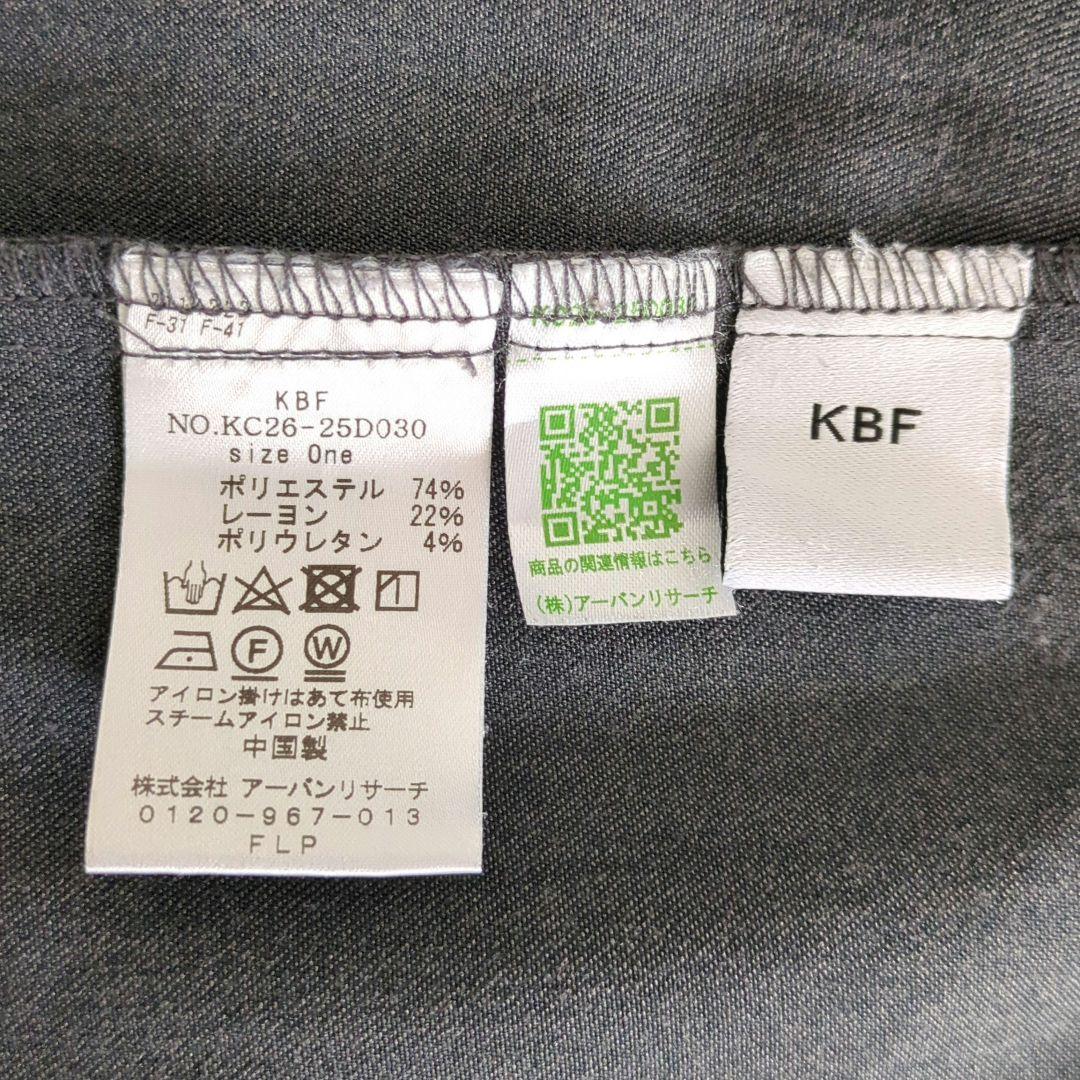 F-31 F-41
KBF
NO.KC26-25D030
size One
ポリエステル 74%
レーヨン 22%
ポリウレタン 4%
F
W
アイロン掛けはあて布使用
スチームアイロン禁止
中国製
株式会社 アーバンリサーチ
0120-967-013
FLP
KC26-25D030
商品の関連情報はこちら
(株)アーバンリサーチ
KBF